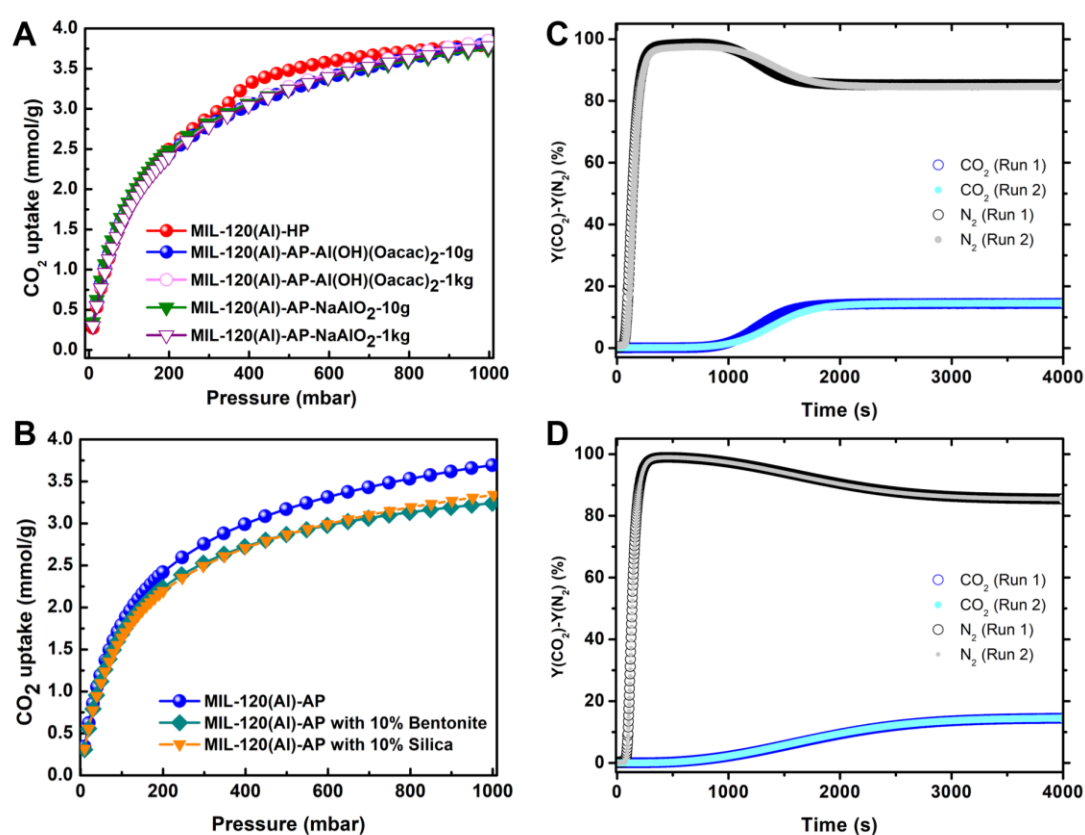 A
CO₂ uptake (mmol/g)
4.0
3.5
3.0
2.5
2.0
1.5
1.0
0.5
0.0
MIL-120(Al)-HP
MIL-120(Al)-AP-Al(OH)(Oacac)₂-10g
MIL-120(Al)-AP-Al(OH)(Oacac)₂-1kg
MIL-120(Al)-AP-NaAlO₂-10g
MIL-120(Al)-AP-NaAlO₂-1kg
0 200 400 600 800 1000
Pressure (mbar)
B
CO₂ uptake (mmol/g)
4.0
3.5
3.0
2.5
2.0
1.5
1.0
0.5
0.0
MIL-120(Al)-AP
MIL-120(Al)-AP with 10% Bentonite
MIL-120(Al)-AP with 10% Silica
0 200 400 600 800 1000
Pressure (mbar)
C
Y(CO₂)-Y(N₂) (%)
100
80
60
40
20
0
CO₂ (Run 1)
CO₂ (Run 2)
N₂ (Run 1)
N₂ (Run 2)
0 1000 2000 3000 4000
Time (s)
D
Y(CO₂)-Y(N₂) (%)
100
80
60
40
20
0
CO₂ (Run 1)
CO₂ (Run 2)
N₂ (Run 1)
N₂ (Run 2)
0 1000 2000 3000 4000
Time (s)